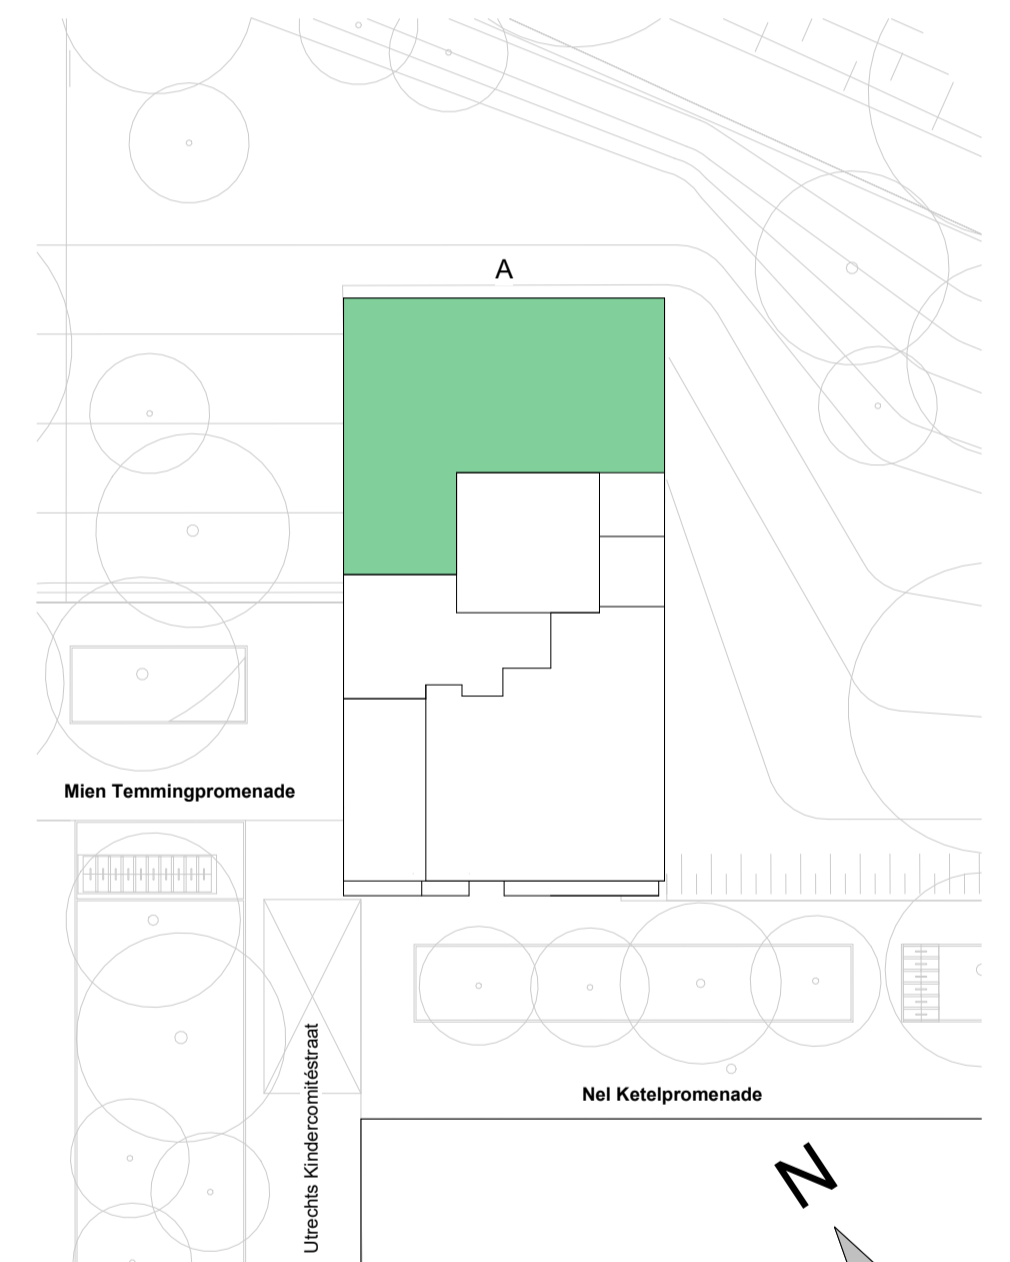 A
Mien Temmingpromenade
Utrechts Kindercomitéstraat
Nel Ketelpromenade
N